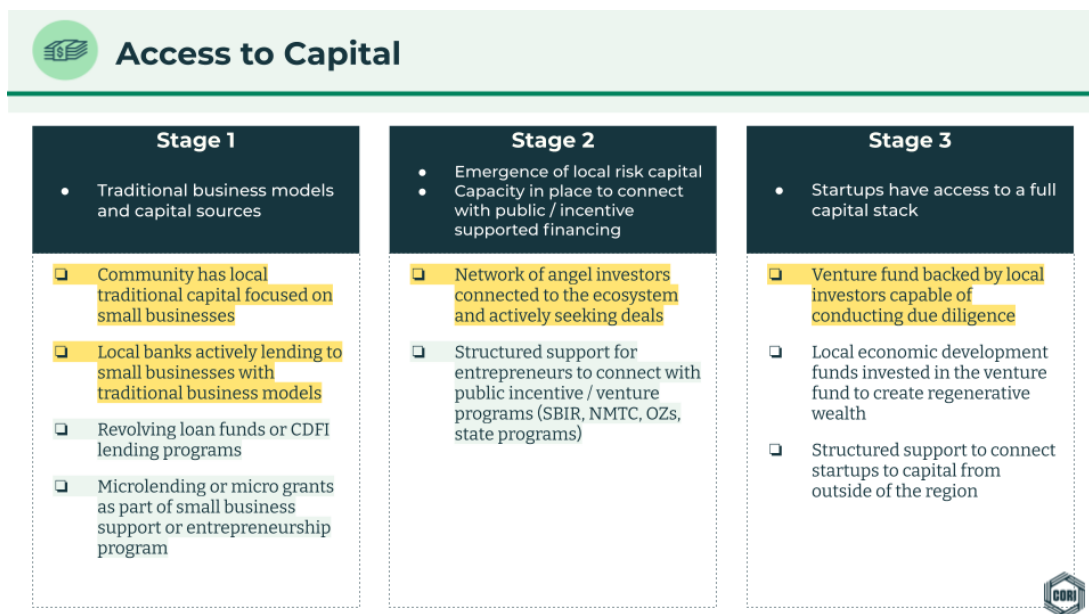 Access to Capital
Stage 1
● Traditional business models
and capital sources
❏ Community has local
traditional capital focused on
small businesses
❏ Local banks actively lending to
small businesses with
traditional business models
❏ Revolving loan funds or CDFI
lending programs
❏ Microlending or micro grants
as part of small business
support or entrepreneurship
program
Stage 2
● Emergence of local risk capital
● Capacity in place to connect
with public / incentive
supported financing
❏ Network of angel investors
connected to the ecosystem
and actively seeking deals
❏ Structured support for
entrepreneurs to connect with
public incentive / venture
programs (SBIR, NMTC, OZs,
state programs)
Stage 3
● Startups have access to a full
capital stack
❏ Venture fund backed by local
investors capable of
conducting due diligence
❏ Local economic development
funds invested in the venture
fund to create regenerative
wealth
❏ Structured support to connect
startups to capital from
outside of the region
CORI